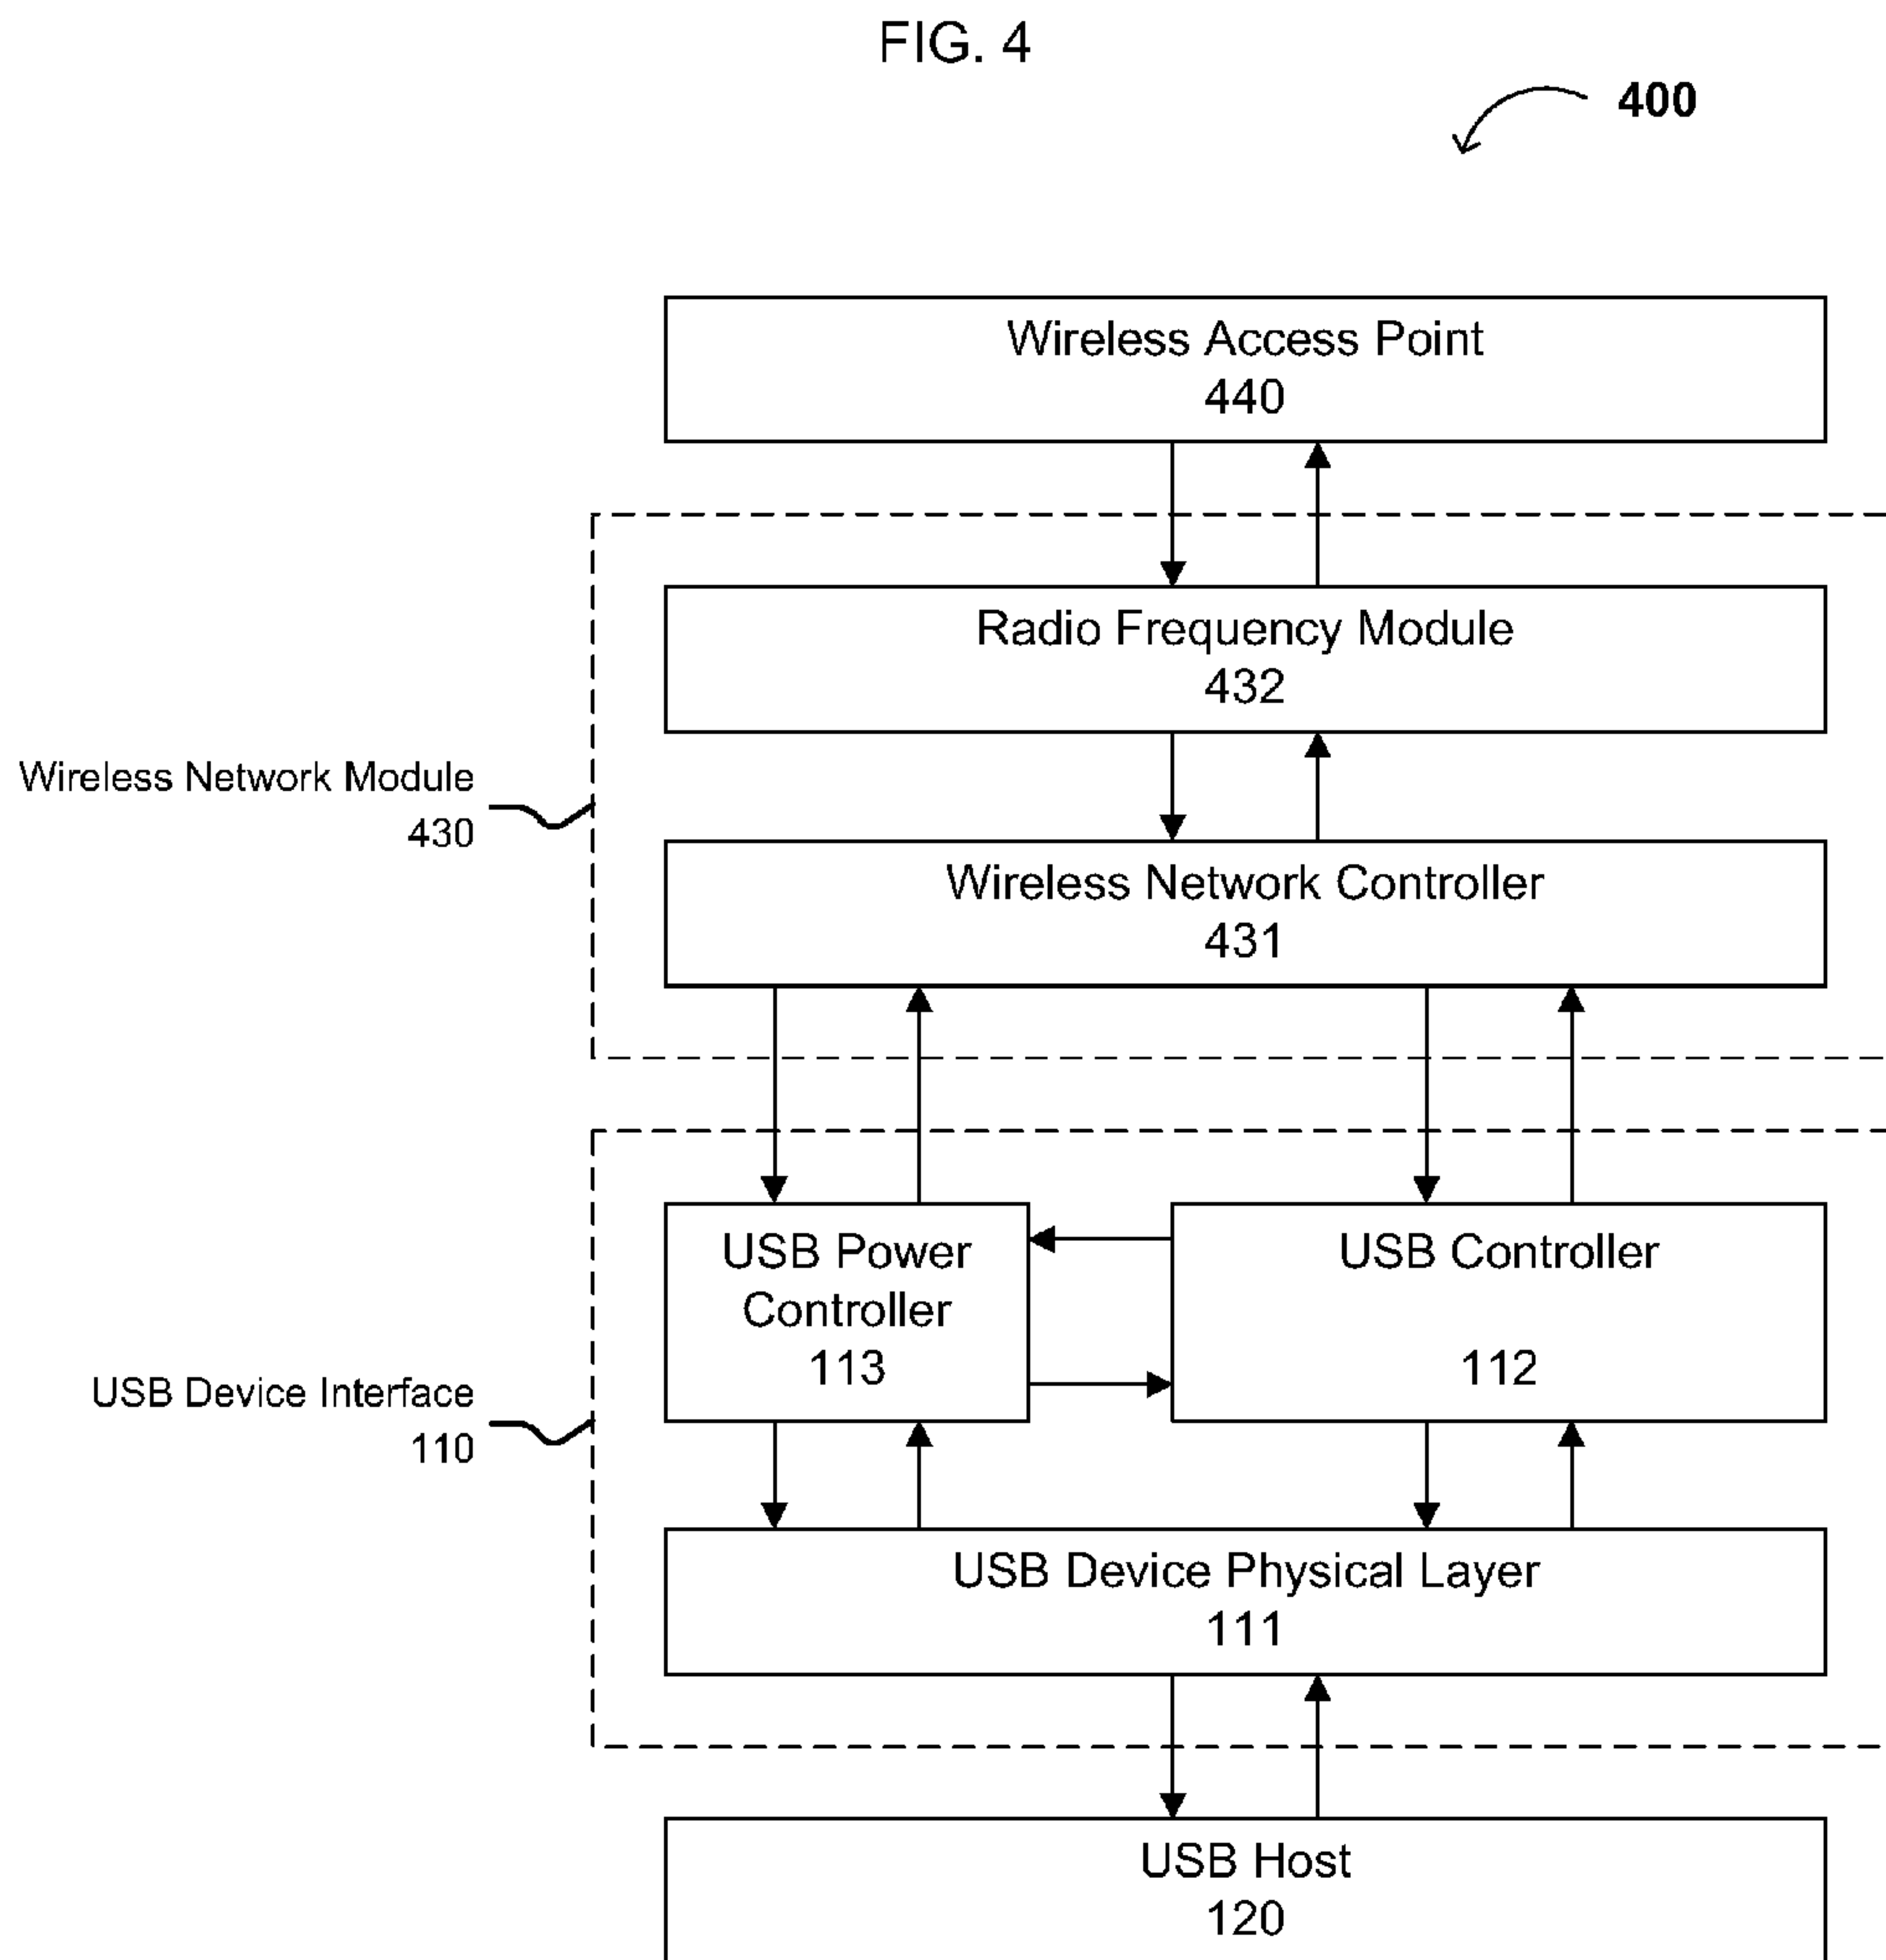 FIG. 4
400
Wireless Access Point
440
Radio Frequency Module
432
Wireless Network Module
430
Wireless Network Controller
431
USB Power
Controller
113
USB Controller
112
USB Device Interface
110
USB Device Physical Layer
111
USB Host
120